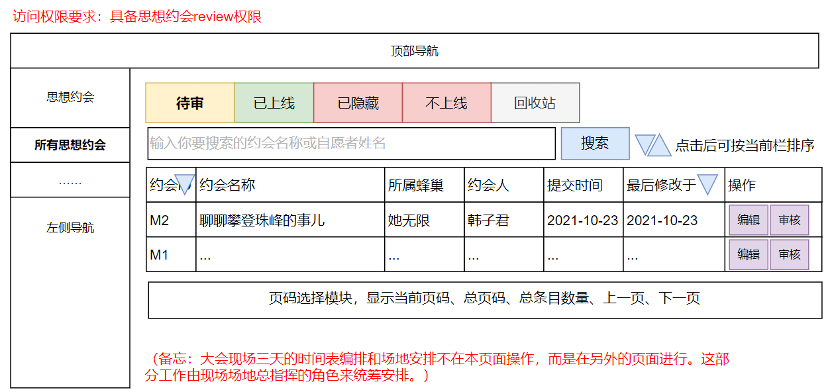 访问权限要求：具备思想约会review权限
顶部导航
思想约会
所有思想约会
……
左侧导航
待审 已上线 已隐藏 不上线 回收站
输入你要搜索的约会名称或自愿者姓名 搜索 点击后可按当前栏排序
约会 约会名称 所属蜂巢 约会人 提交时间 最后修改于 操作
M2 聊聊攀登珠峰的事儿 她无限 韩子君 2021-10-23 2021-10-23 编辑 审核
M1 ... ... ... ... ... 编辑 审核
页码选择模块，显示当前页码、总页码、总条目数量、上一页、下一页
（备忘：大会现场三天的时间表编排和场地安排不在本页面操作，而是在另外的页面进行。这部
分工作由现场场地总指挥的角色来统筹安排。）